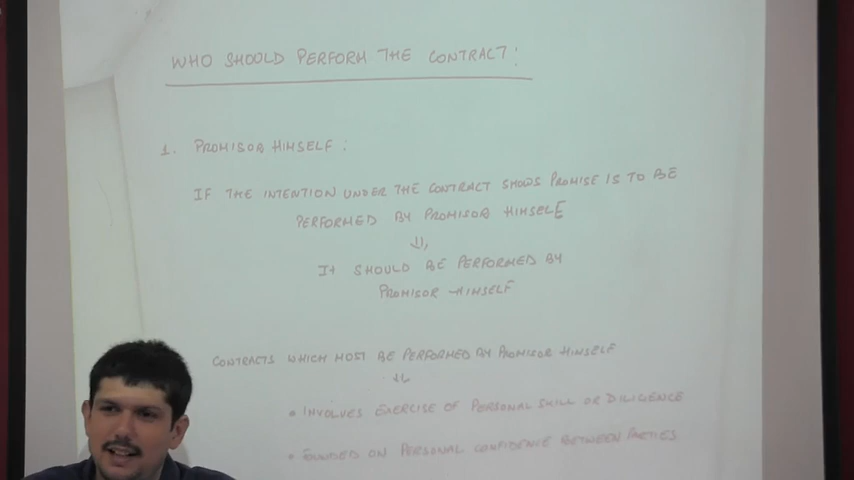 WHO SHOULD PERFORM THE CONTRACT :
1. PROMISOR HIMSELF :
IF THE INTENTION UNDER THE CONTRACT SHOWS PROMISE IS TO BE
PERFORMED BY PROMISOR HIMSELF
⇓
It SHOULD BE PERFORMED BY
PROMISOR HIMSELF
CONTRACTS WHICH MUST BE PERFORMED BY PROMISOR HIMSELF
⇓
• INVOLVES EXERCISE OF PERSONAL SKILL OR DILIGENCE
• FOUNDED ON PERSONAL CONFIDENCE BETWEEN PARTIES